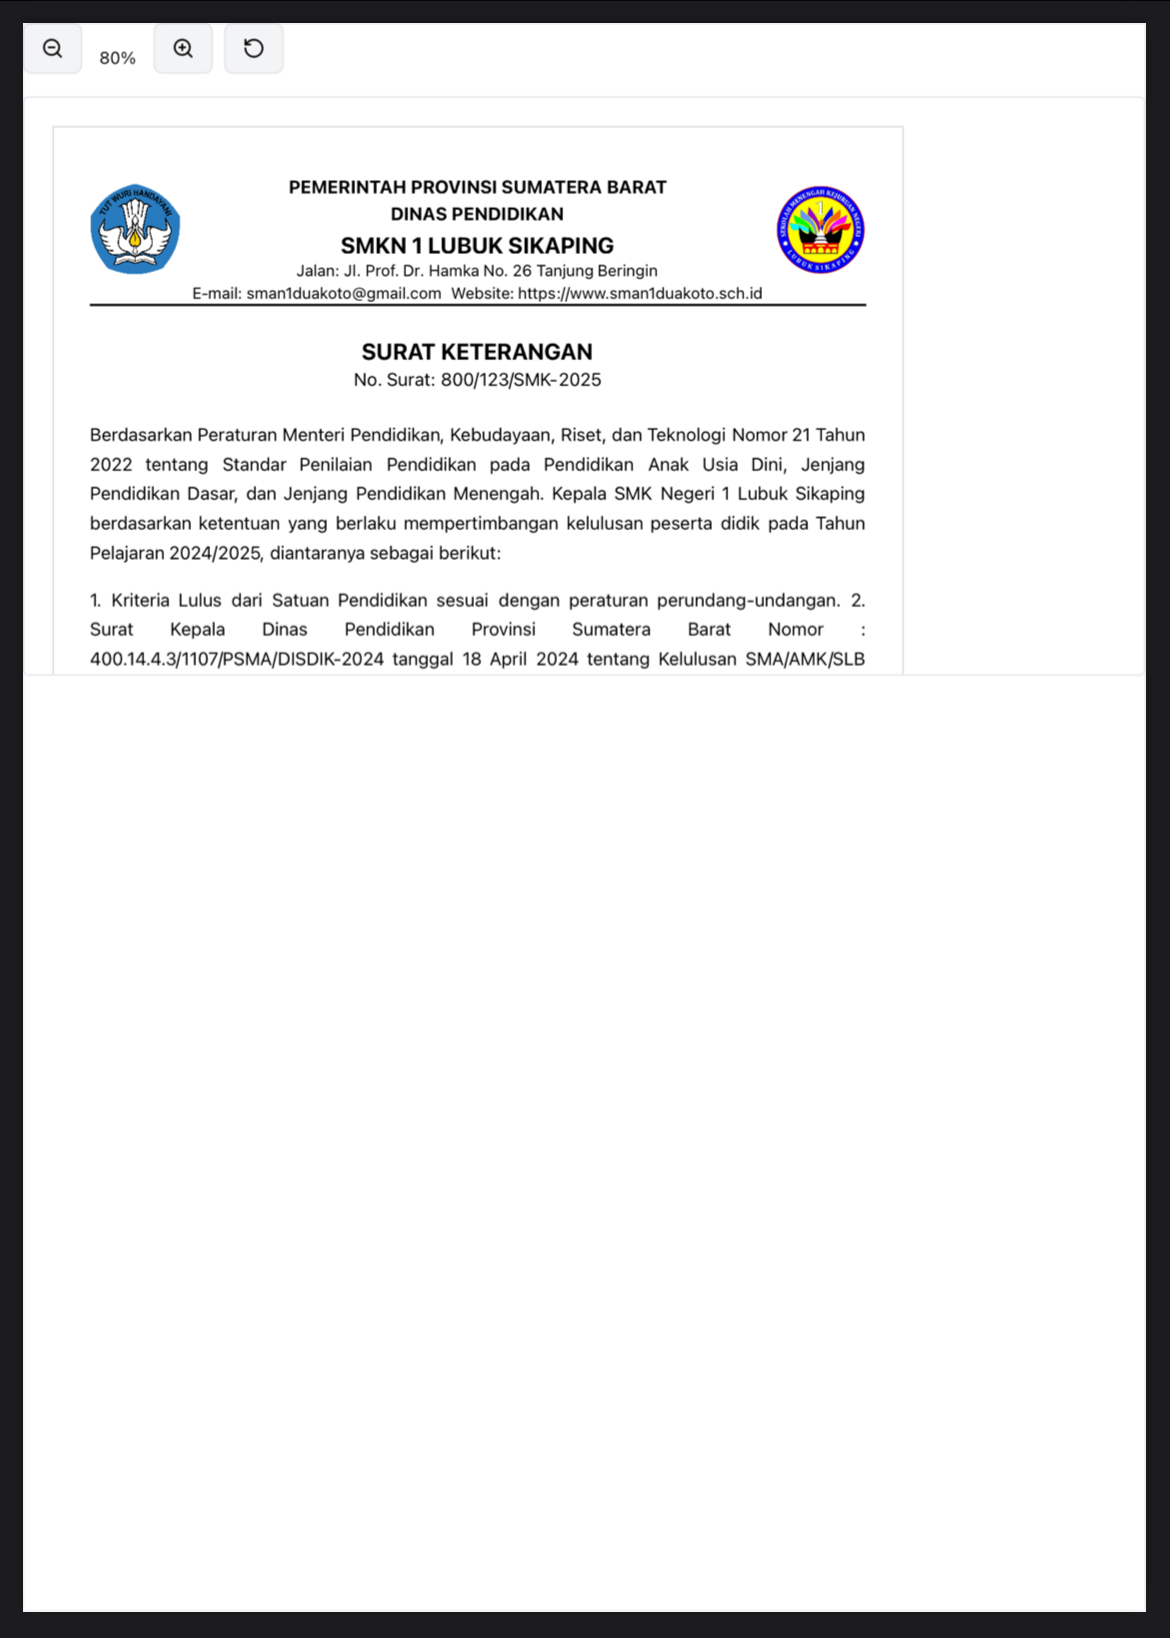 80%
PEMERINTAH PROVINSI SUMATERA BARAT
DINAS PENDIDIKAN
SMKN 1 LUBUK SIKAPING
Jalan: Jl. Prof. Dr. Hamka No. 26 Tanjung Beringin
E-mail: sman1duakoto@gmail.com Website: https://www.sman1duakoto.sch.id
TUT WURI HANDAYANI
SEKOLAH MENENGAH KEJURUAN NEGERI
1
LUBUK SIKAPING
SURAT KETERANGAN
No. Surat: 800/123/SMK-2025
Berdasarkan Peraturan Menteri Pendidikan, Kebudayaan, Riset, dan Teknologi Nomor 21 Tahun
2022 tentang Standar Penilaian Pendidikan pada Pendidikan Anak Usia Dini, Jenjang
Pendidikan Dasar, dan Jenjang Pendidikan Menengah. Kepala SMK Negeri 1 Lubuk Sikaping
berdasarkan ketentuan yang berlaku mempertimbangan kelulusan peserta didik pada Tahun
Pelajaran 2024/2025, diantaranya sebagai berikut:
1. Kriteria Lulus dari Satuan Pendidikan sesuai dengan peraturan perundang-undangan. 2.
Surat Kepala Dinas Pendidikan Provinsi Sumatera Barat Nomor :
400.14.4.3/1107/PSMA/DISDIK-2024 tanggal 18 April 2024 tentang Kelulusan SMA/AMK/SLB